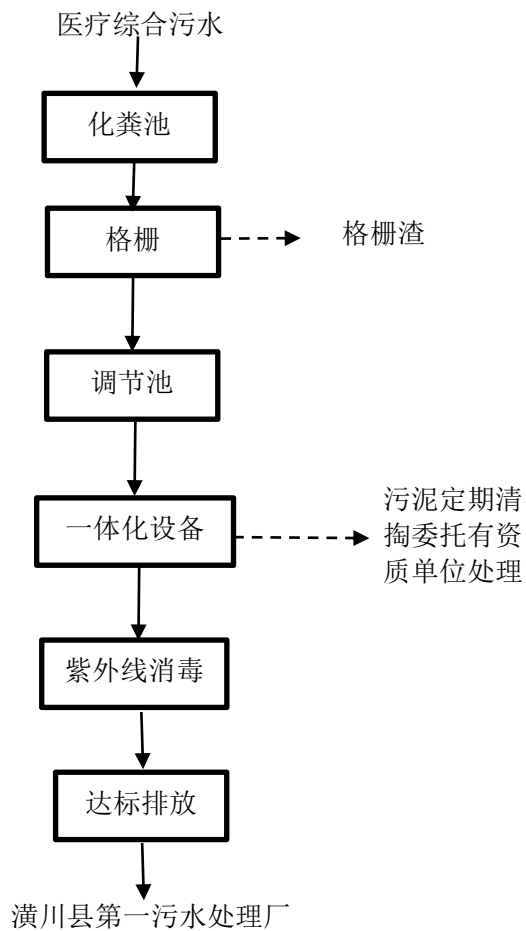 医疗综合污水
化粪池
格栅
格栅渣
调节池
一体化设备
污泥定期清
掏委托有资
质单位处理
紫外线消毒
达标排放
潢川县第一污水处理厂